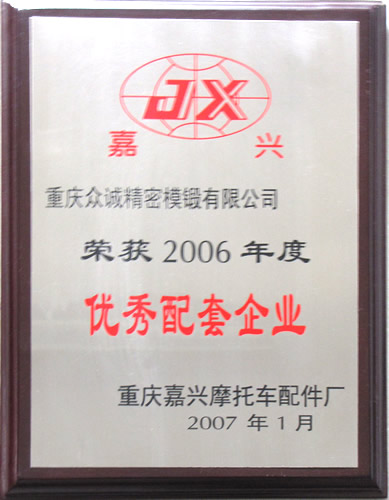 JX
嘉 兴
重庆众诚精密模锻有限公司
荣获 2006 年度
优秀配套企业
重庆嘉兴摩托车配件厂
2007 年 1 月